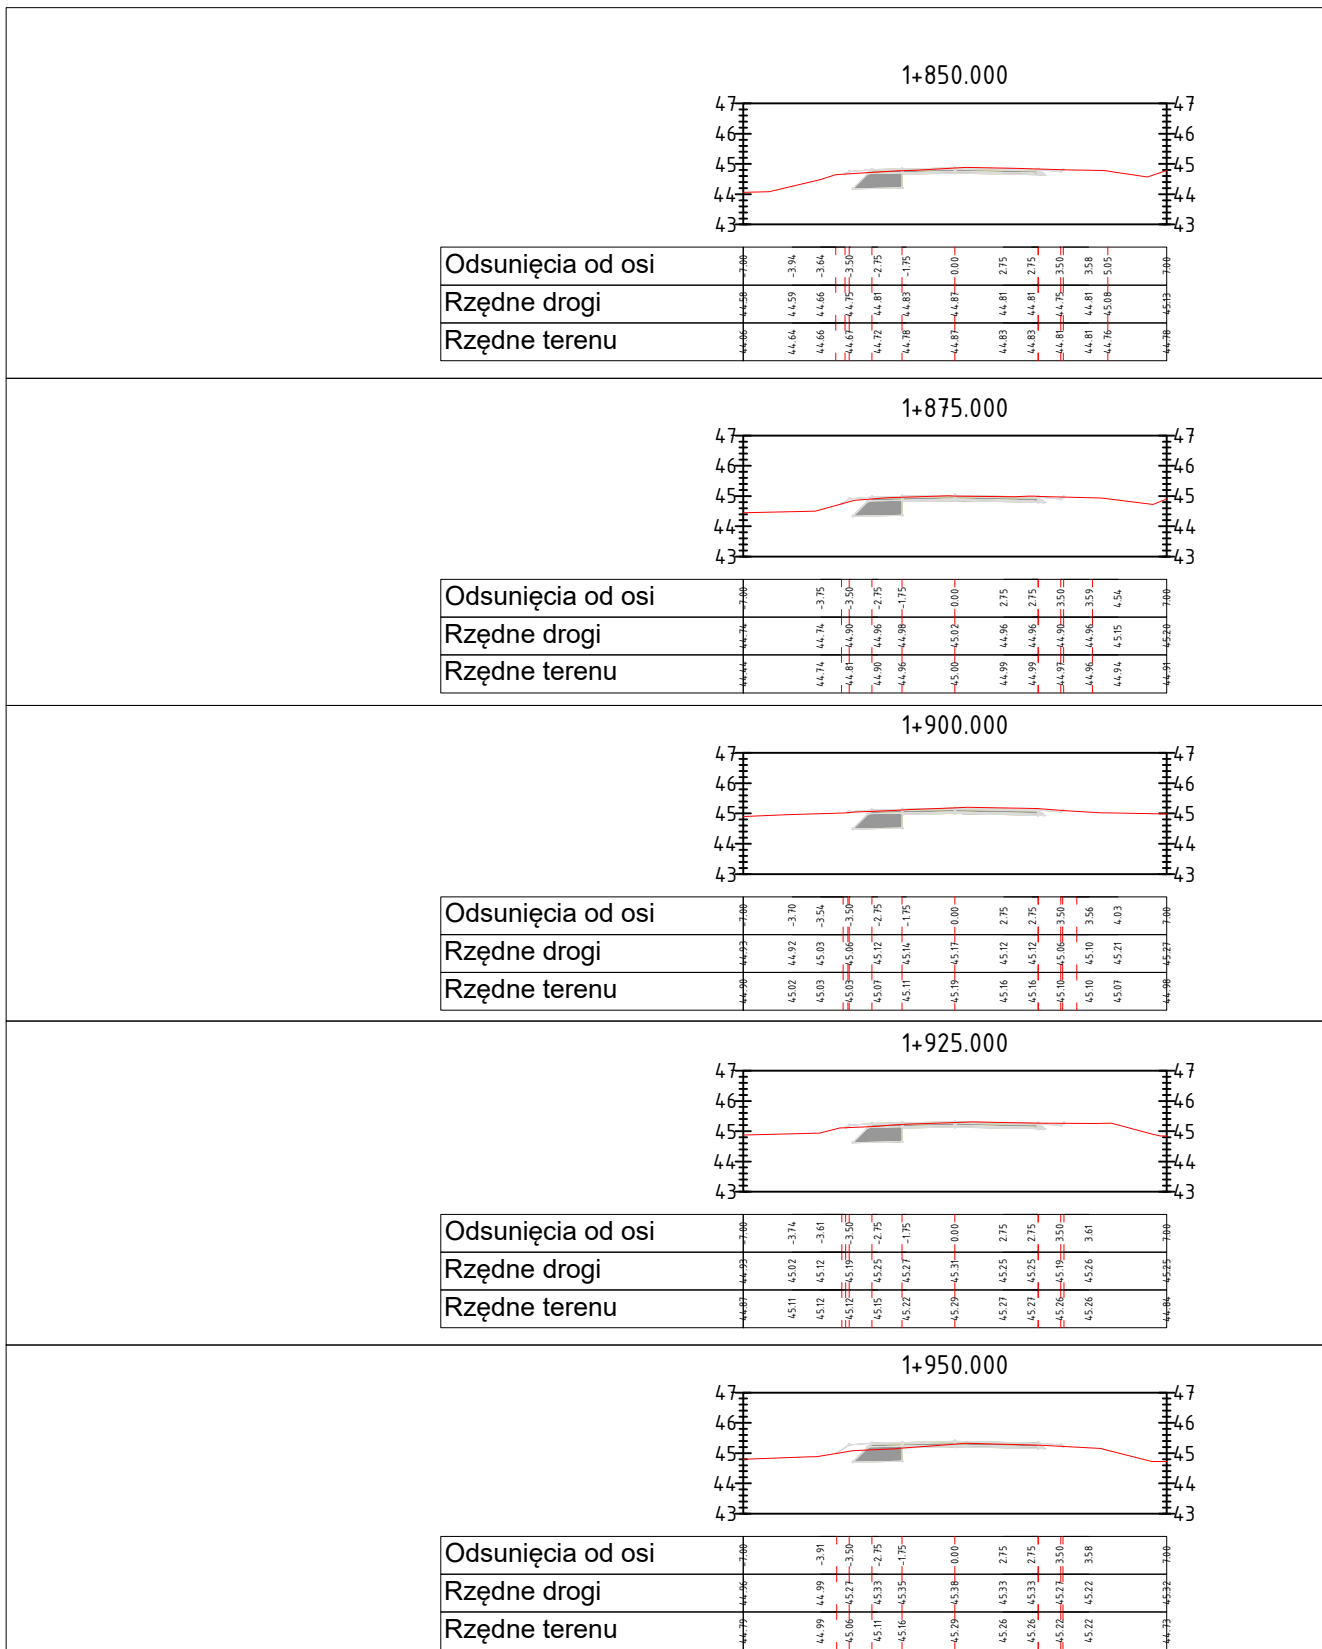 1+850.000
47 47
46 46
45 45
44 44
43 43
Odsunięcia od osi -7.00 -3.94 -3.64 -3.50 -2.75 -1.75 0.00 2.75 2.75 3.50 3.58 5.05 7.00
Rzędne drogi 44.58 44.59 44.66 44.75 44.81 44.83 44.87 44.81 44.81 44.75 44.81 45.08 45.13
Rzędne terenu 44.06 44.64 44.66 44.67 44.72 44.78 44.87 44.83 44.83 44.81 44.81 44.76 44.78
1+875.000
47 47
46 46
45 45
44 44
43 43
Odsunięcia od osi -7.00 -3.75 -3.50 -2.75 -1.75 0.00 2.75 2.75 3.50 3.59 4.54 7.00
Rzędne drogi 44.74 44.74 44.90 44.96 44.98 45.02 44.96 44.96 44.90 44.96 45.15 45.20
Rzędne terenu 44.44 44.74 44.81 44.90 44.96 45.00 44.99 44.99 44.97 44.96 44.94 44.91
1+900.000
47 47
46 46
45 45
44 44
43 43
Odsunięcia od osi -7.00 -3.70 -3.54 -3.50 -2.75 -1.75 0.00 2.75 2.75 3.50 3.56 4.03 7.00
Rzędne drogi 44.93 44.92 45.03 45.06 45.12 45.14 45.17 45.12 45.12 45.06 45.10 45.21 45.27
Rzędne terenu 44.90 45.02 45.03 45.03 45.07 45.11 45.19 45.16 45.16 45.10 45.10 45.07 44.98
1+925.000
47 47
46 46
45 45
44 44
43 43
Odsunięcia od osi -7.00 -3.74 -3.61 -3.50 -2.75 -1.75 0.00 2.75 2.75 3.50 3.61 7.00
Rzędne drogi 44.93 45.02 45.12 45.19 45.25 45.27 45.31 45.25 45.25 45.19 45.26 45.25
Rzędne terenu 44.87 45.11 45.12 45.12 45.15 45.22 45.29 45.27 45.27 45.26 45.26 44.84
1+950.000
47 47
46 46
45 45
44 44
43 43
Odsunięcia od osi -7.00 -3.91 -3.50 -2.75 -1.75 0.00 2.75 2.75 3.50 3.58 7.00
Rzędne drogi 44.96 44.99 45.27 45.33 45.35 45.38 45.33 45.33 45.27 45.22 45.32
Rzędne terenu 44.79 44.99 45.06 45.11 45.16 45.29 45.26 45.26 45.22 45.22 44.73